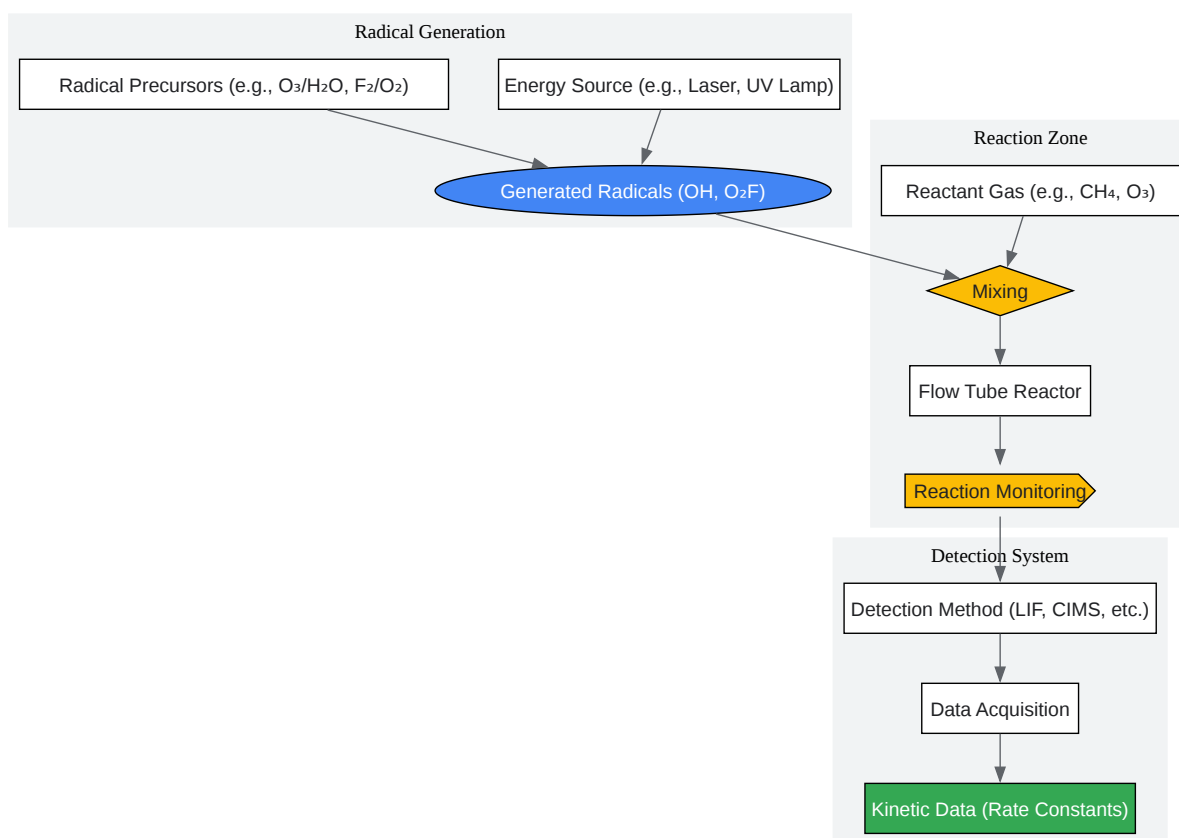 Radical Generation
Radical Precursors (e.g., O₃/H₂O, F₂/O₂)
Energy Source (e.g., Laser, UV Lamp)
Generated Radicals (OH, O₂F)
Reaction Zone
Reactant Gas (e.g., CH₄, O₃)
Mixing
Flow Tube Reactor
Reaction Monitoring
Detection System
Detection Method (LIF, CIMS, etc.)
Data Acquisition
Kinetic Data (Rate Constants)